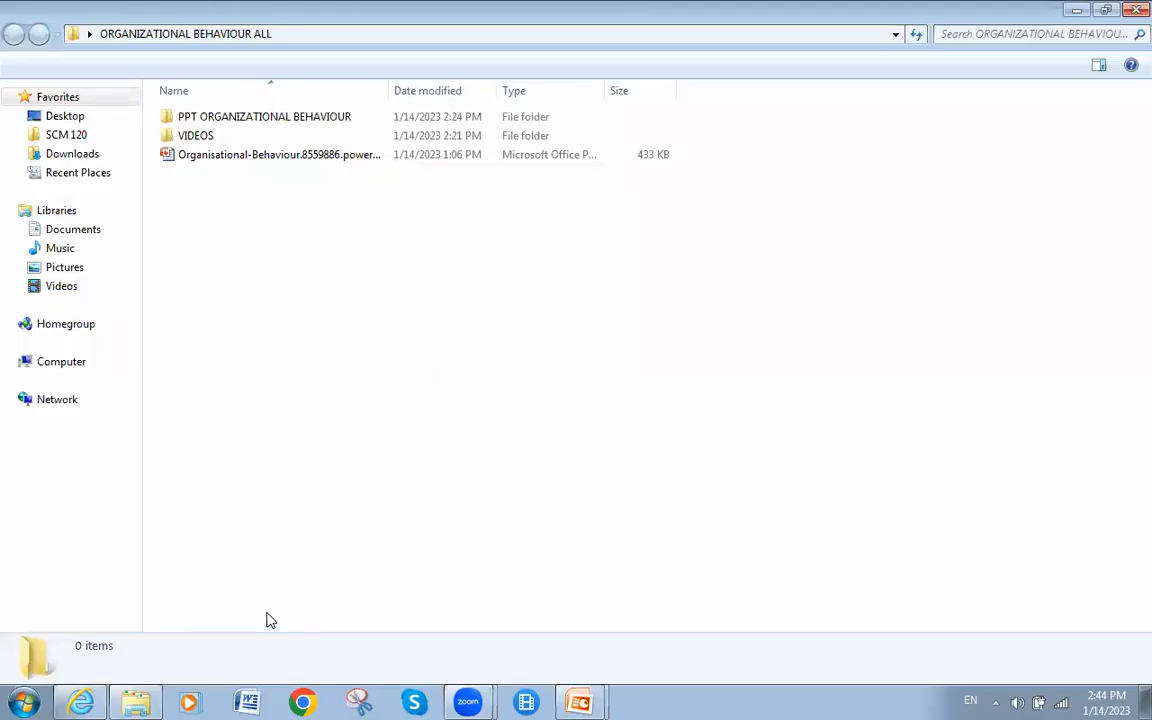 ORGANIZATIONAL BEHAVIOUR ALL
Search ORGANIZATIONAL BEHAVIOU...
Name Date modified Type Size
Favorites
Desktop
SCM 120
Downloads
Recent Places
Libraries
Documents
Music
Pictures
Videos
Homegroup
Computer
Network
PPT ORGANIZATIONAL BEHAVIOUR 1/14/2023 2:24 PM File folder
VIDEOS 1/14/2023 2:21 PM File folder
Organisational-Behaviour.8559886.power... 1/14/2023 1:06 PM Microsoft Office P... 433 KB
0 items
zoom
EN
2:44 PM
1/14/2023